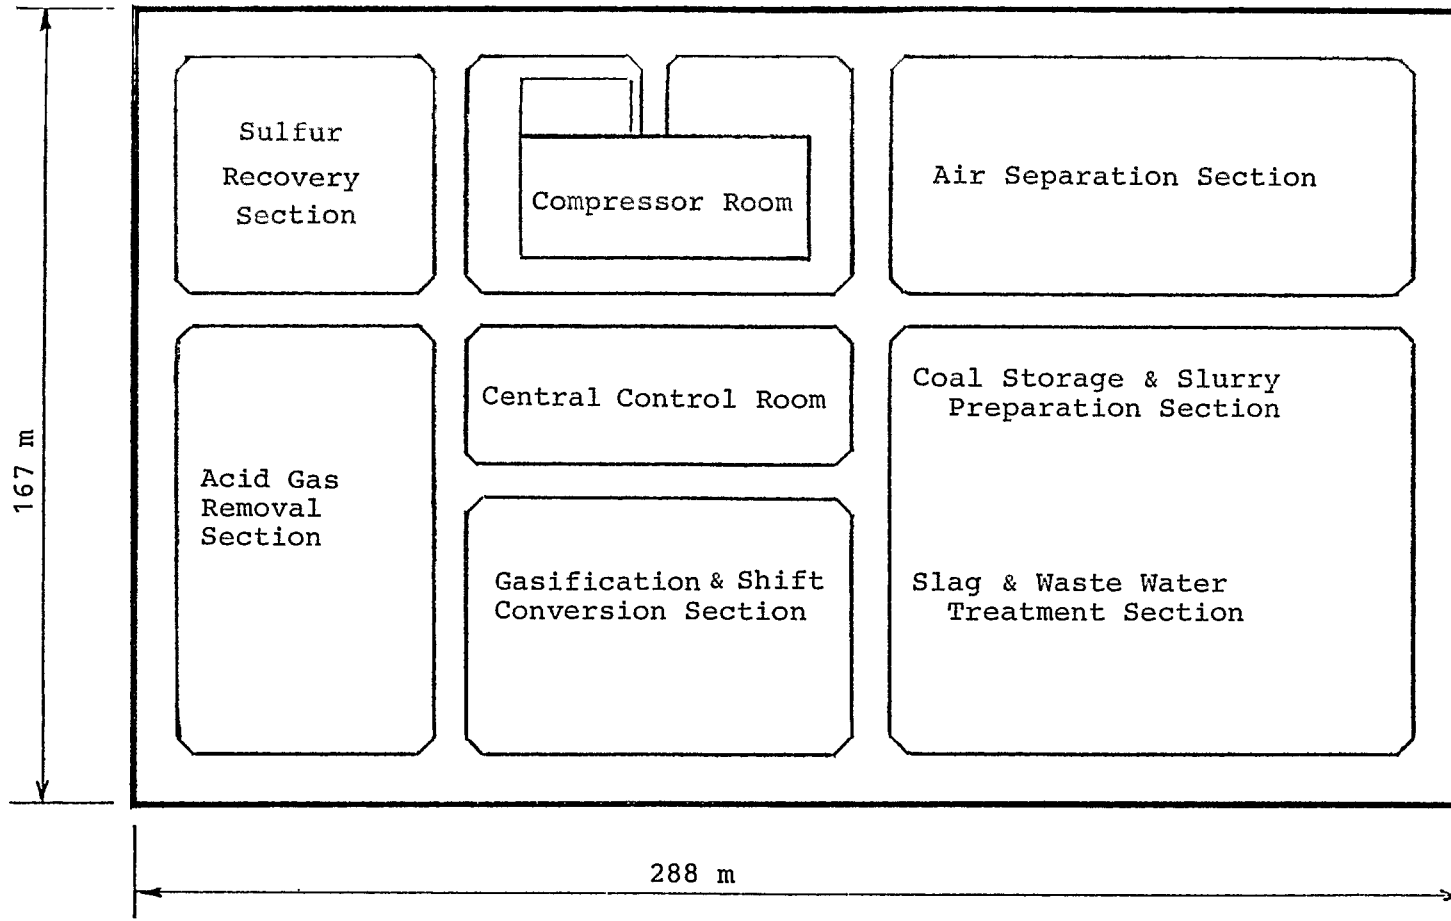 Sulfur
Recovery
Section
Compressor Room
Air Separation Section
Central Control Room
Coal Storage & Slurry
Preparation Section
Acid Gas
Removal
Section
Gasification & Shift
Conversion Section
Slag & Waste Water
Treatment Section
167 m
288 m